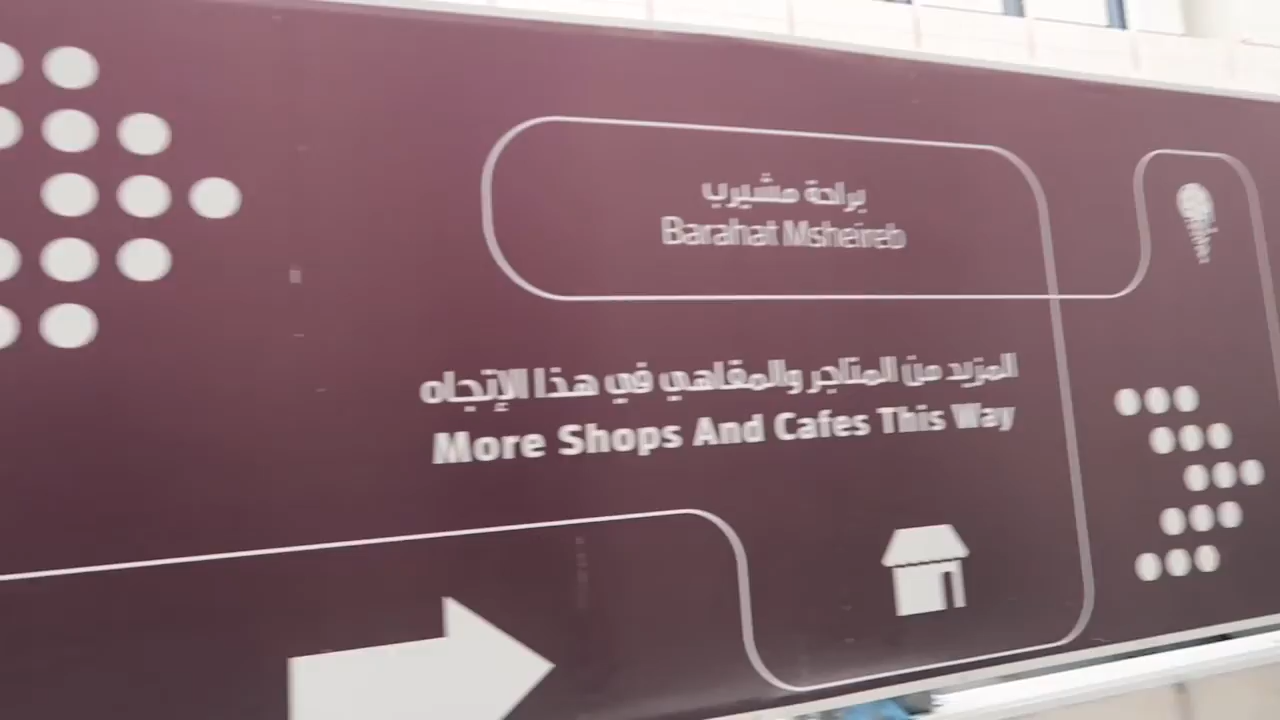 براحة مشيرب
Barahat Msheireb
المزيد من المتاجر والمقاهي في هذا الإتجاه
More Shops And Cafes This Way